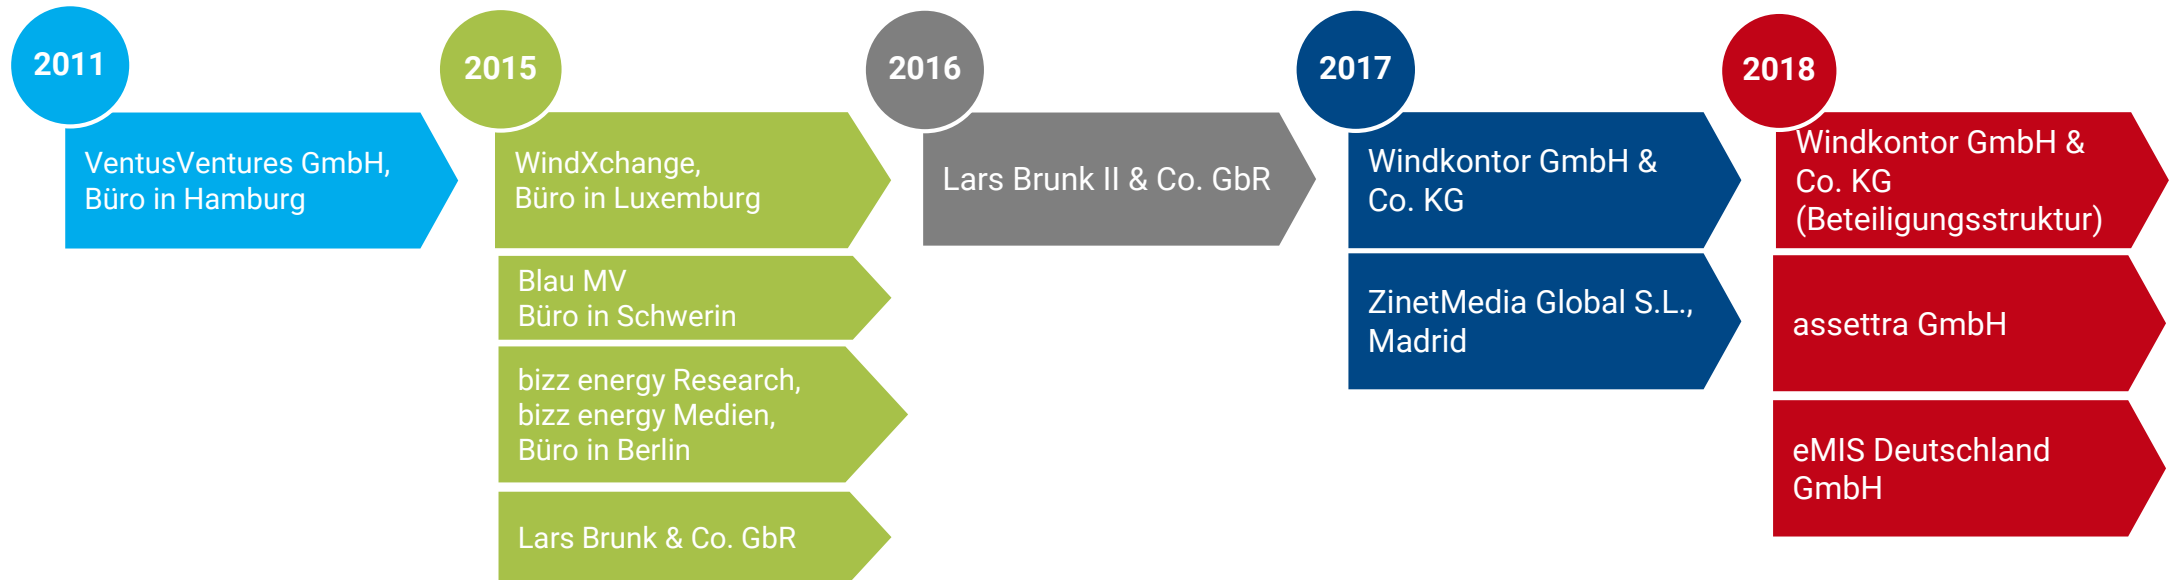 2011
VentusVentures GmbH,
Büro in Hamburg
2015
WindXchange,
Büro in Luxemburg
Blau MV
Büro in Schwerin
bizz energy Research,
bizz energy Medien,
Büro in Berlin
Lars Brunk & Co. GbR
2016
Lars Brunk II & Co. GbR
2017
Windkontor GmbH &
Co. KG
ZinetMedia Global S.L.,
Madrid
2018
Windkontor GmbH &
Co. KG
(Beteiligungsstruktur)
assettra GmbH
eMIS Deutschland
GmbH